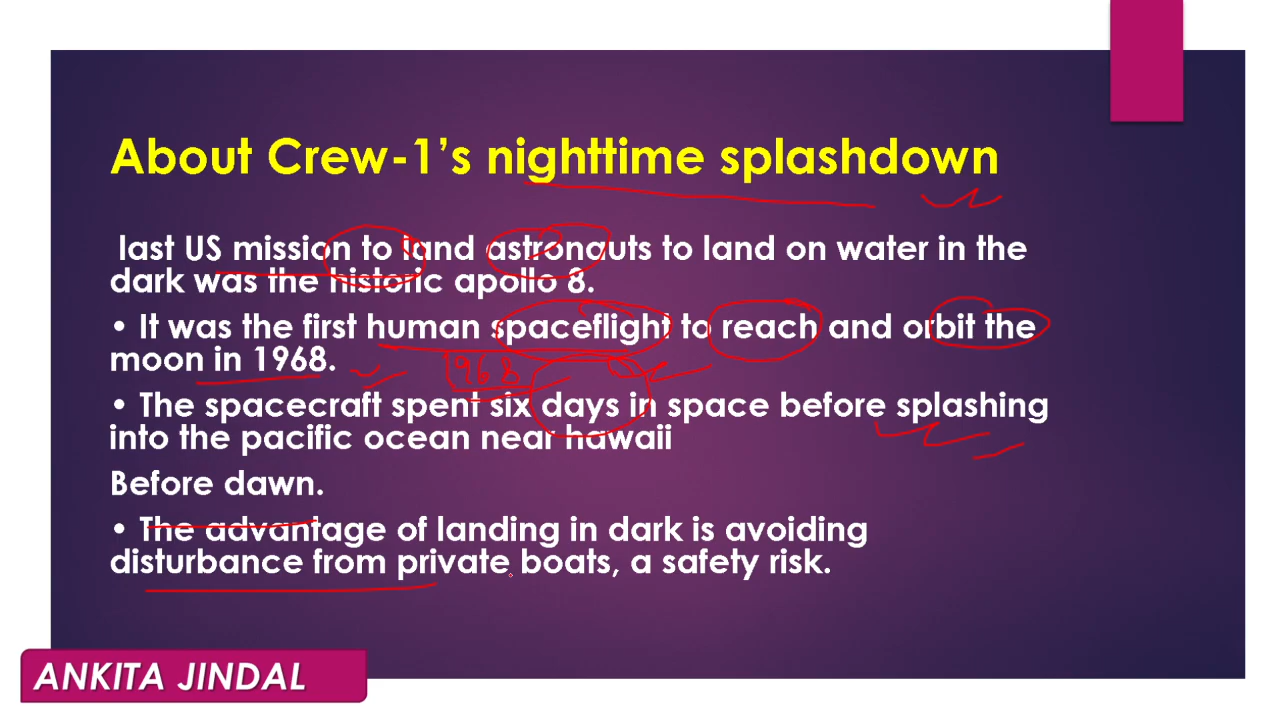 About Crew-1’s nighttime splashdown
last US mission to land astronauts to land on water in the
dark was the historic apollo 8.
• It was the first human spaceflight to reach and orbit the
moon in 1968.
1968
• The spacecraft spent six days in space before splashing
into the pacific ocean near hawaii
Before dawn.
• The advantage of landing in dark is avoiding
disturbance from private boats, a safety risk.
ANKITA JINDAL